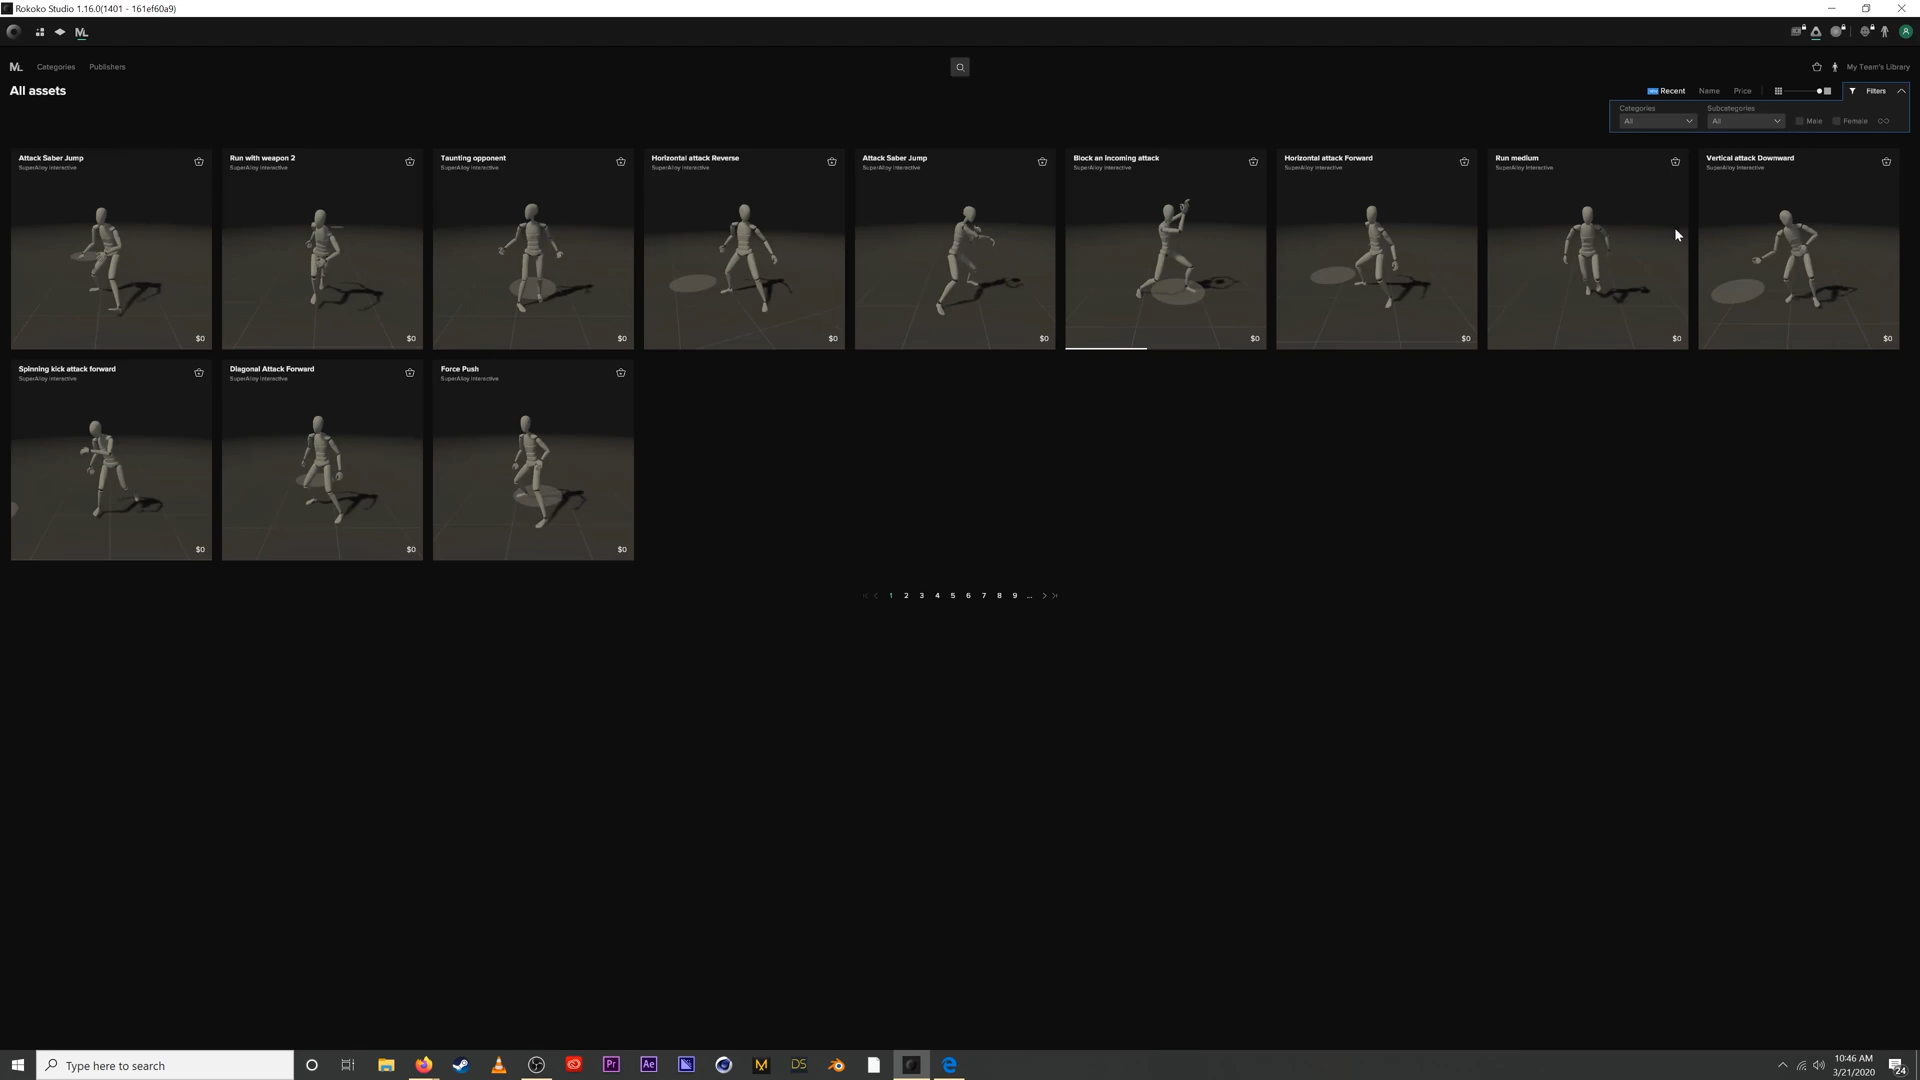 Rokoko Studio 1.16.0(1401 - 161ef60a9)
ML
ML Categories Publishers
My Team's Library
All assets
Recent Name Price Filters
Categories Subcategories
All All Male Female
Attack Saber Jump
SuperAlloy Interactive
$0
Run with weapon 2
SuperAlloy Interactive
$0
Taunting opponent
SuperAlloy Interactive
$0
Horizontal attack Reverse
SuperAlloy Interactive
$0
Attack Saber Jump
SuperAlloy Interactive
$0
Block an incoming attack
SuperAlloy Interactive
$0
Horizontal attack Forward
SuperAlloy Interactive
$0
Run medium
SuperAlloy Interactive
$0
Vertical attack Downward
SuperAlloy Interactive
$0
Spinning kick attack forward
SuperAlloy Interactive
$0
Diagonal Attack Forward
SuperAlloy Interactive
$0
Force Push
SuperAlloy Interactive
$0
1 2 3 4 5 6 7 8 9 ...
Type here to search
Pr
Ae
M
DS
10:46 AM
3/21/2020
24